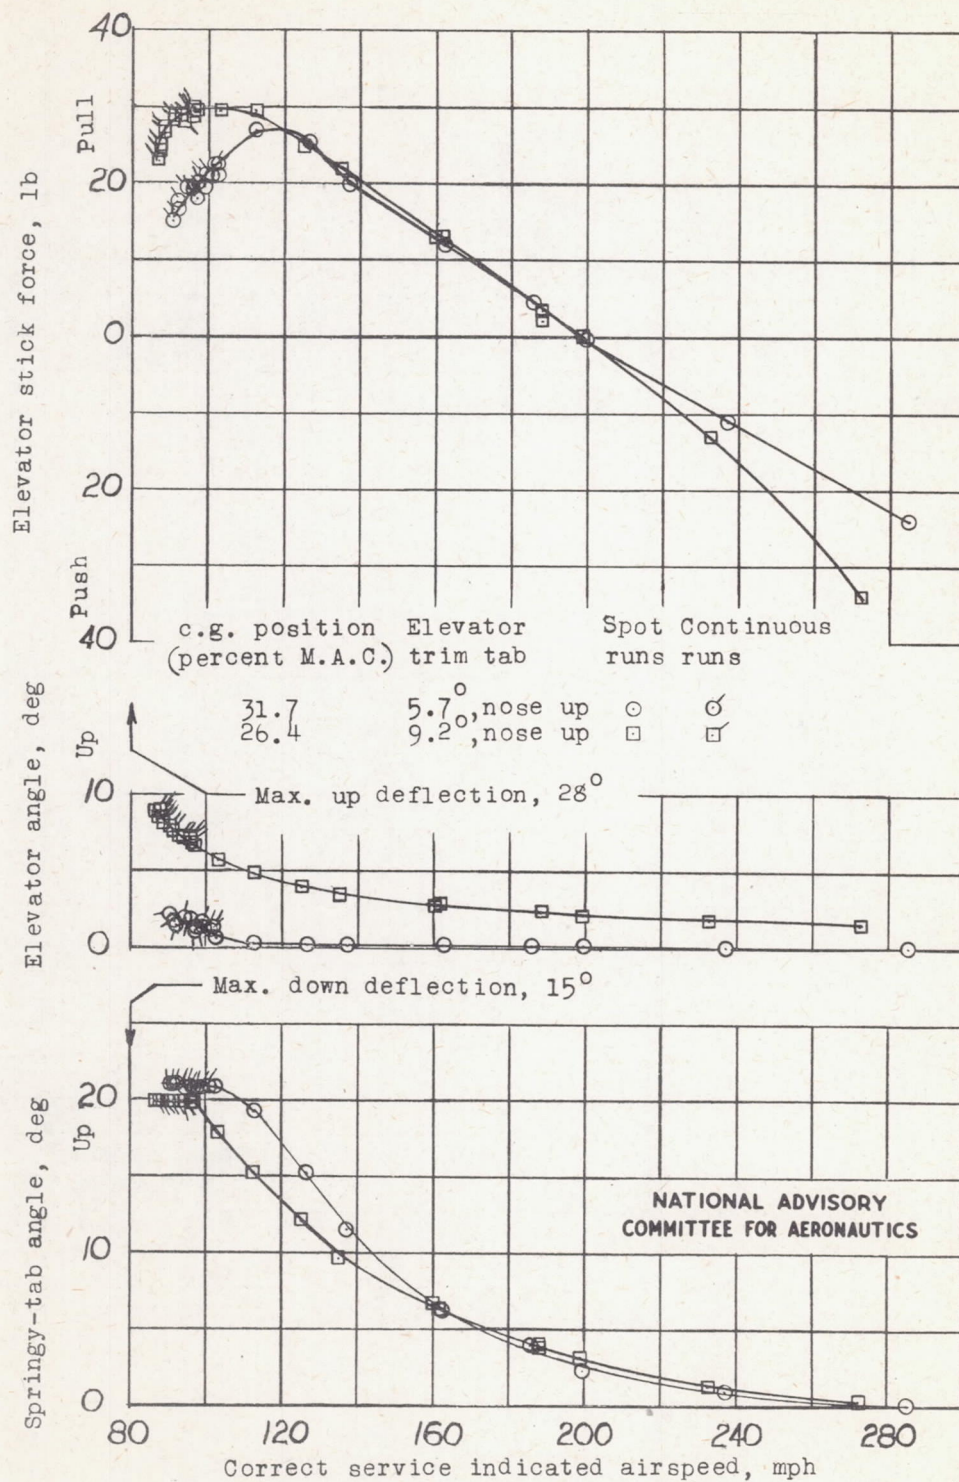 40
Pull
20
Elevator stick force, lb
0
20
Push
40
c.g. position Elevator Spot Continuous
(percent M.A.C.) trim tab runs runs
31.7 5.7°, nose up
26.4 9.2°, nose up
Elevator angle, deg
Up
10
Max. up deflection, 28°
0
Max. down deflection, 15°
Springy-tab angle, deg
20
Up
NATIONAL ADVISORY
COMMITTEE FOR AERONAUTICS
10
0
80 120 160 200 240 280
Correct service indicated airspeed, mph